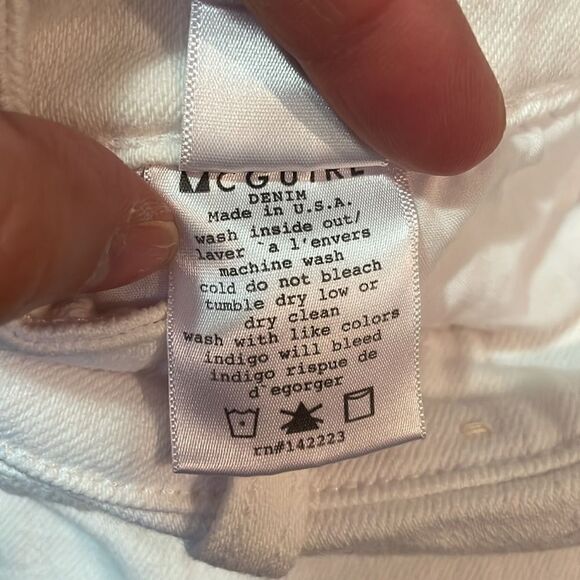 MCGUIRE
DENIM
Made in U.S.A.
wash inside out/
laver `a l'envers
machine wash
cold do not bleach
tumble dry low or
dry clean
wash with like colors
indigo will bleed
indigo risque de
d`egorger
rn#142223